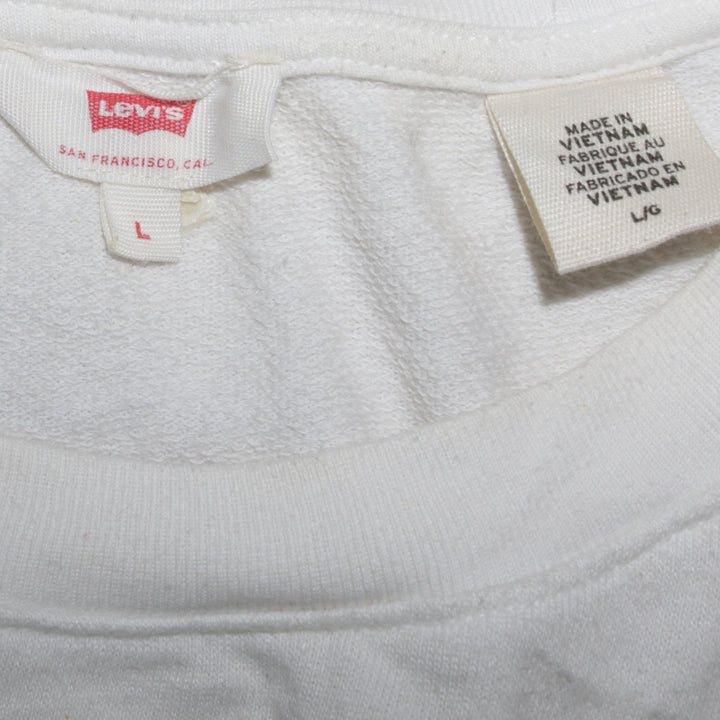 Levi's
SAN FRANCISCO, CAL.
L
MADE IN
VIETNAM
FABRIQUE AU
VIETNAM
FABRICADO EN
VIETNAM
L/G